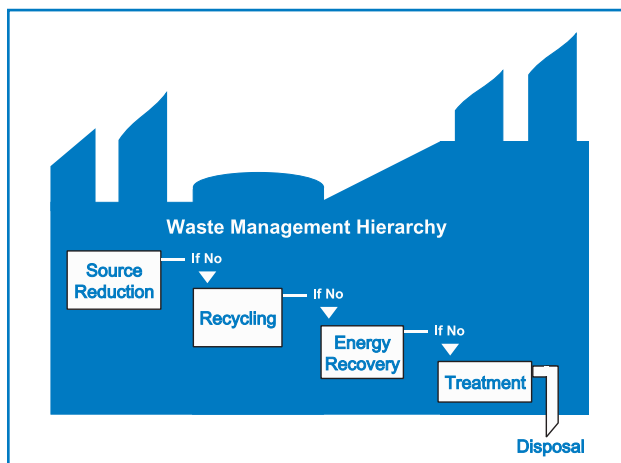 Waste Management Hierarchy
Source
Reduction
If No
Recycling
If No
Energy
Recovery
If No
Treatment
Disposal